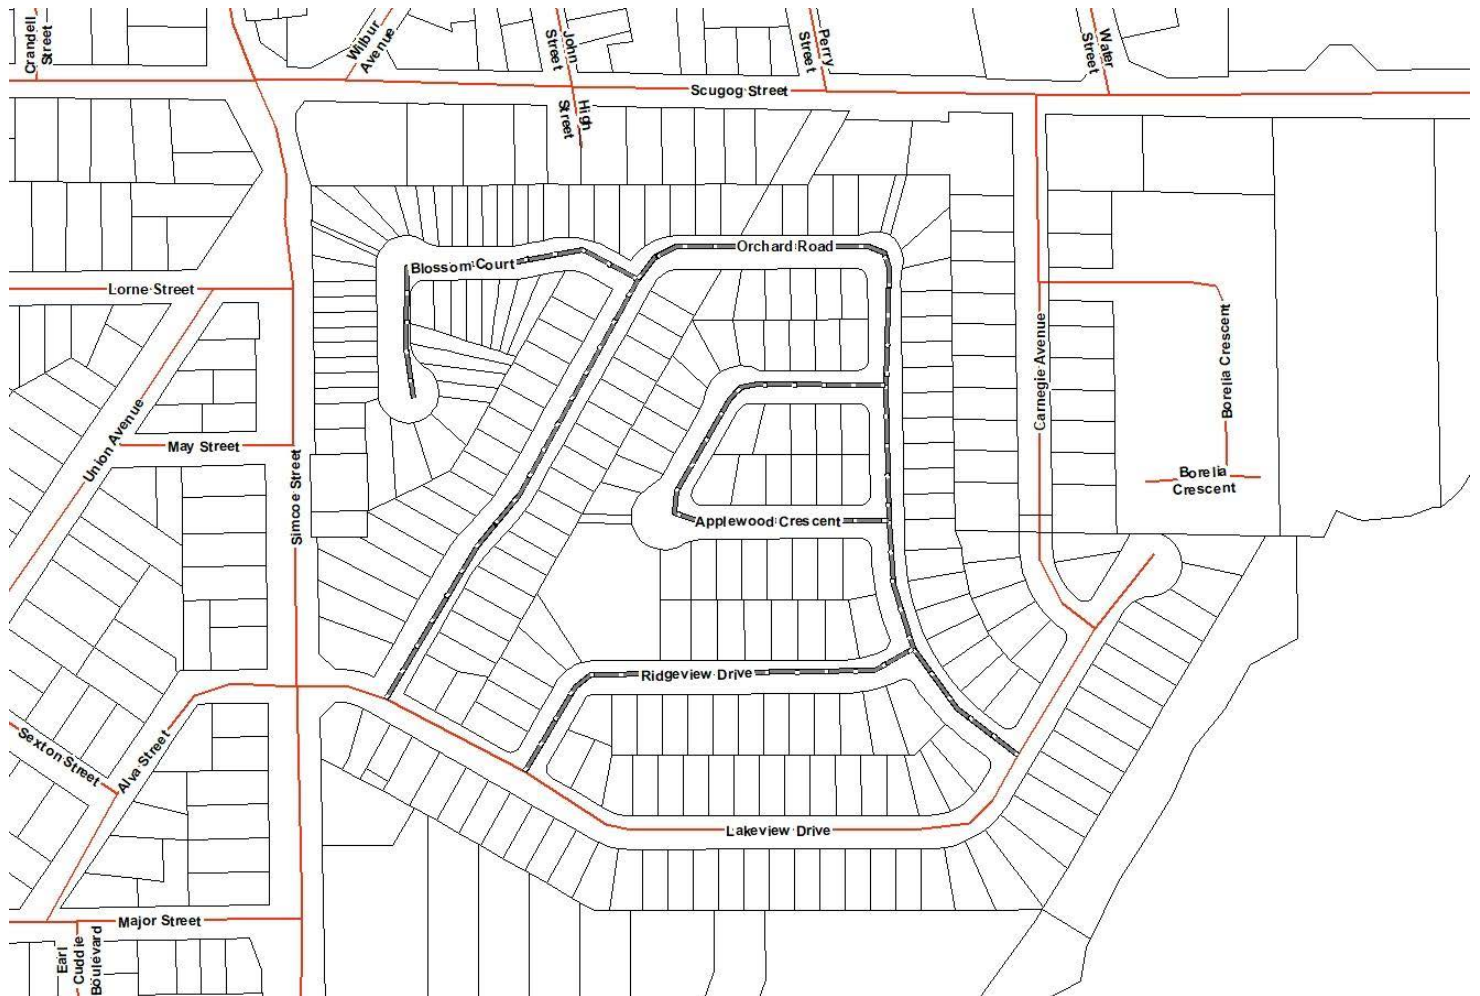 Crandell
Street
Wilbur
Avenue
John
Street
Perry
Street
Water
Street
Scugog Street
High
Street
Orchard Road
Blossom Court
Lorne Street
Carnegie Avenue
Borelia Crescent
Union Avenue
May Street
Simcoe Street
Borelia
Crescent
Applewood Crescent
Ridgeview Drive
Sexton Street
Alva Street
Lakeview Drive
Major Street
Earl
Cuddie
Boulevard